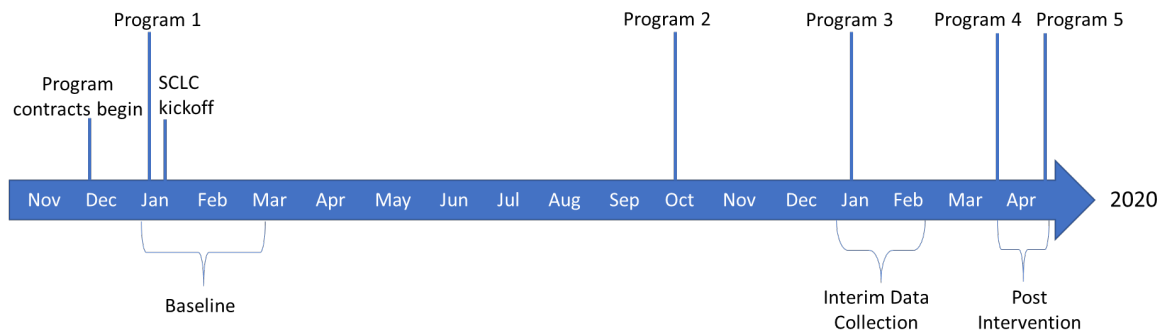 Program 1
Program 2
Program 3
Program 4
Program 5
Program
contracts begin
SCLC
kickoff
Nov Dec Jan Feb Mar Apr May Jun Jul Aug Sep Oct Nov Dec Jan Feb Mar Apr
2020
Baseline
Interim Data
Collection
Post
Intervention